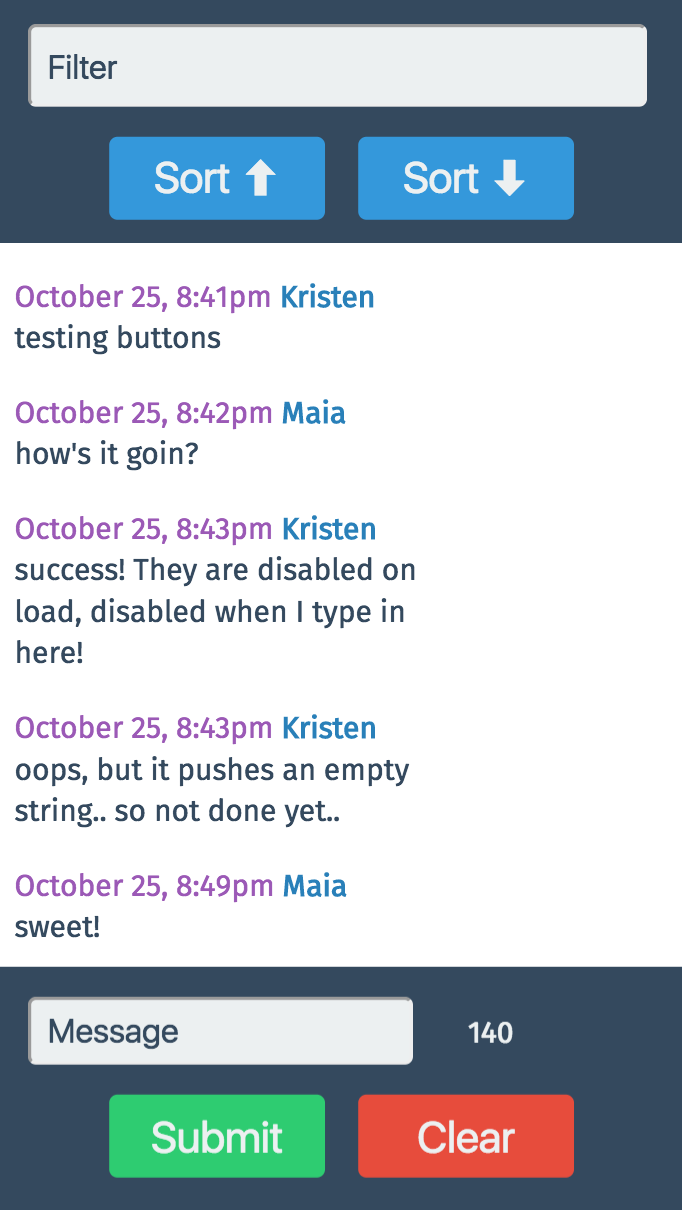 Filter
Sort ⬆ Sort ⬇
October 25, 8:41pm Kristen
testing buttons
October 25, 8:42pm Maia
how's it goin?
October 25, 8:43pm Kristen
success! They are disabled on
load, disabled when I type in
here!
October 25, 8:43pm Kristen
oops, but it pushes an empty
string.. so not done yet..
October 25, 8:49pm Maia
sweet!
Message 140
Submit Clear